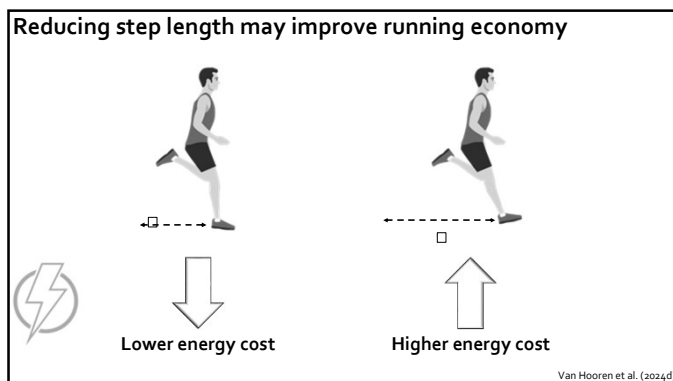 Reducing step length may improve running economy
Lower energy cost
Higher energy cost
Van Hooren et al. (2024d)